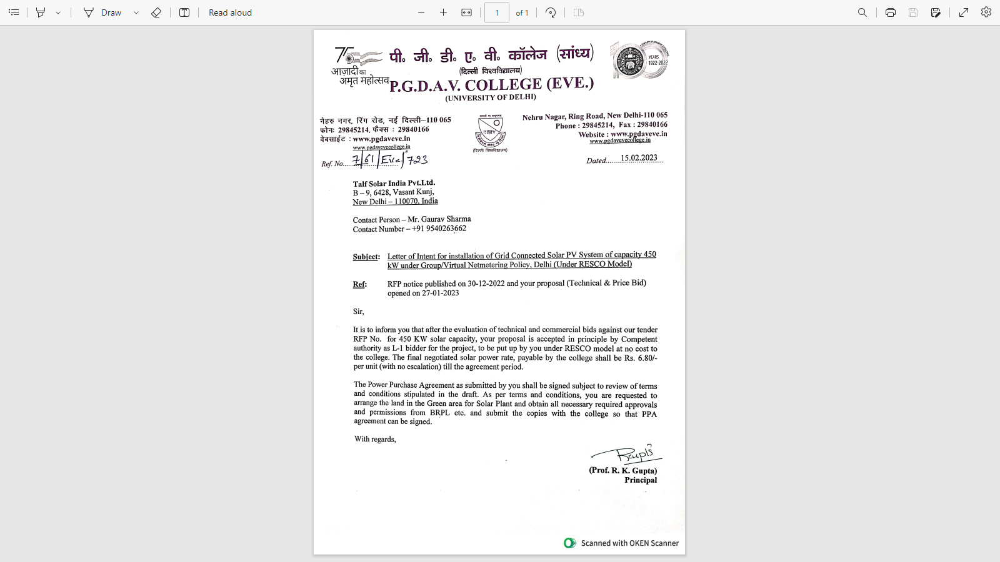 Draw
Read aloud
1
of 1
75
आज़ादी का
अमृत महोत्सव
पी० जी० डी० ए० वी० कॉलेज (सांध्य)
(दिल्ली विश्वविद्यालय)
P.G.D.A.V. COLLEGE (EVE.)
(UNIVERSITY OF DELHI)
YEARS
1922-2022
नेहरु नगर, रिंग रोड, नई दिल्ली–110 065
फोनः 29845214, फैक्स : 29840166
वेबसाईट : www.pgdaveve.in
www.pgdavevecollege.in
(दिल्ली विश्वविद्यालय)
Nehru Nagar, Ring Road, New Delhi-110 065
Phone : 29845214, Fax : 29840166
Website : www.pgdaveve.in
www.pgdavevecollege.in
Ref. No. 7/61/Eve/723
Dated 15.02.2023
Talf Solar India Pvt.Ltd.
B – 9, 6428, Vasant Kunj,
New Delhi – 110070, India
Contact Person – Mr. Gaurav Sharma
Contact Number – +91 9540263662
Subject: Letter of Intent for installation of Grid Connected Solar PV System of capacity 450
kW under Group/Virtual Netmetering Policy, Delhi (Under RESCO Model)
Ref: RFP notice published on 30-12-2022 and your proposal (Technical & Price Bid)
opened on 27-01-2023
Sir,
It is to inform you that after the evaluation of technical and commercial bids against our tender
RFP No. for 450 KW solar capacity, your proposal is accepted in principle by Competent
authority as L-1 bidder for the project, to be put up by you under RESCO model at no cost to
the college. The final negotiated solar power rate, payable by the college shall be Rs. 6.80/-
per unit (with no escalation) till the agreement period.
The Power Purchase Agreement as submitted by you shall be signed subject to review of terms
and conditions stipulated in the draft. As per terms and conditions, you are requested to
arrange the land in the Green area for Solar Plant and obtain all necessary required approvals
and permissions from BRPL etc. and submit the copies with the college so that PPA
agreement can be signed.
With regards,
(Prof. R. K. Gupta)
Principal
Scanned with OKEN Scanner